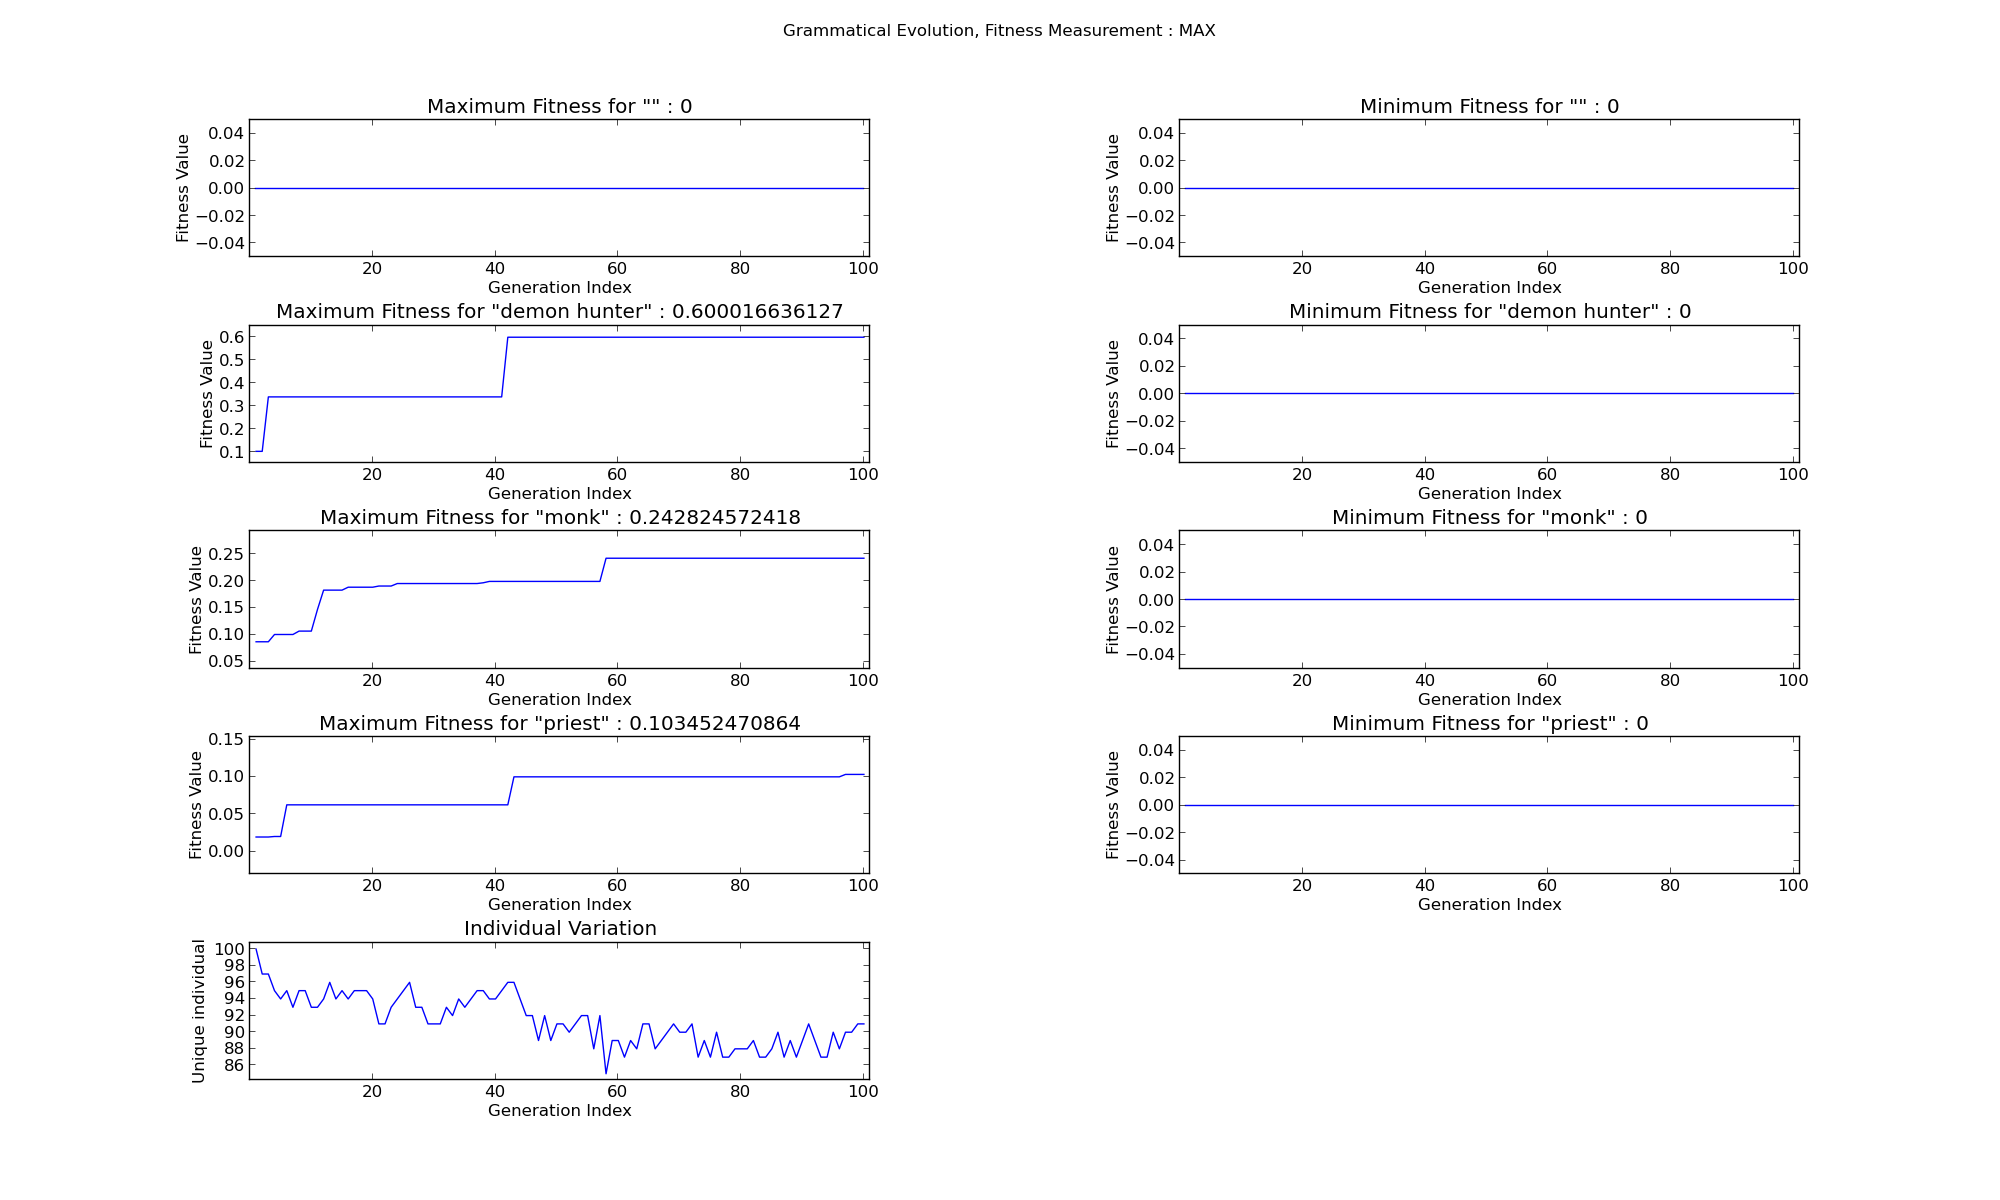 Grammatical Evolution, Fitness Measurement : MAX
Maximum Fitness for "" : 0
Fitness Value
0.04
0.02
0.00
−0.02
−0.04
20 40 60 80 100
Generation Index
Minimum Fitness for "" : 0
Fitness Value
0.04
0.02
0.00
−0.02
−0.04
20 40 60 80 100
Generation Index
Maximum Fitness for "demon hunter" : 0.600016636127
Fitness Value
0.6
0.5
0.4
0.3
0.2
0.1
20 40 60 80 100
Generation Index
Minimum Fitness for "demon hunter" : 0
Fitness Value
0.04
0.02
0.00
−0.02
−0.04
20 40 60 80 100
Generation Index
Maximum Fitness for "monk" : 0.242824572418
Fitness Value
0.25
0.20
0.15
0.10
0.05
20 40 60 80 100
Generation Index
Minimum Fitness for "monk" : 0
Fitness Value
0.04
0.02
0.00
−0.02
−0.04
20 40 60 80 100
Generation Index
Maximum Fitness for "priest" : 0.103452470864
Fitness Value
0.15
0.10
0.05
0.00
20 40 60 80 100
Generation Index
Minimum Fitness for "priest" : 0
Fitness Value
0.04
0.02
0.00
−0.02
−0.04
20 40 60 80 100
Generation Index
Individual Variation
Unique individual
100
98
96
94
92
90
88
86
20 40 60 80 100
Generation Index